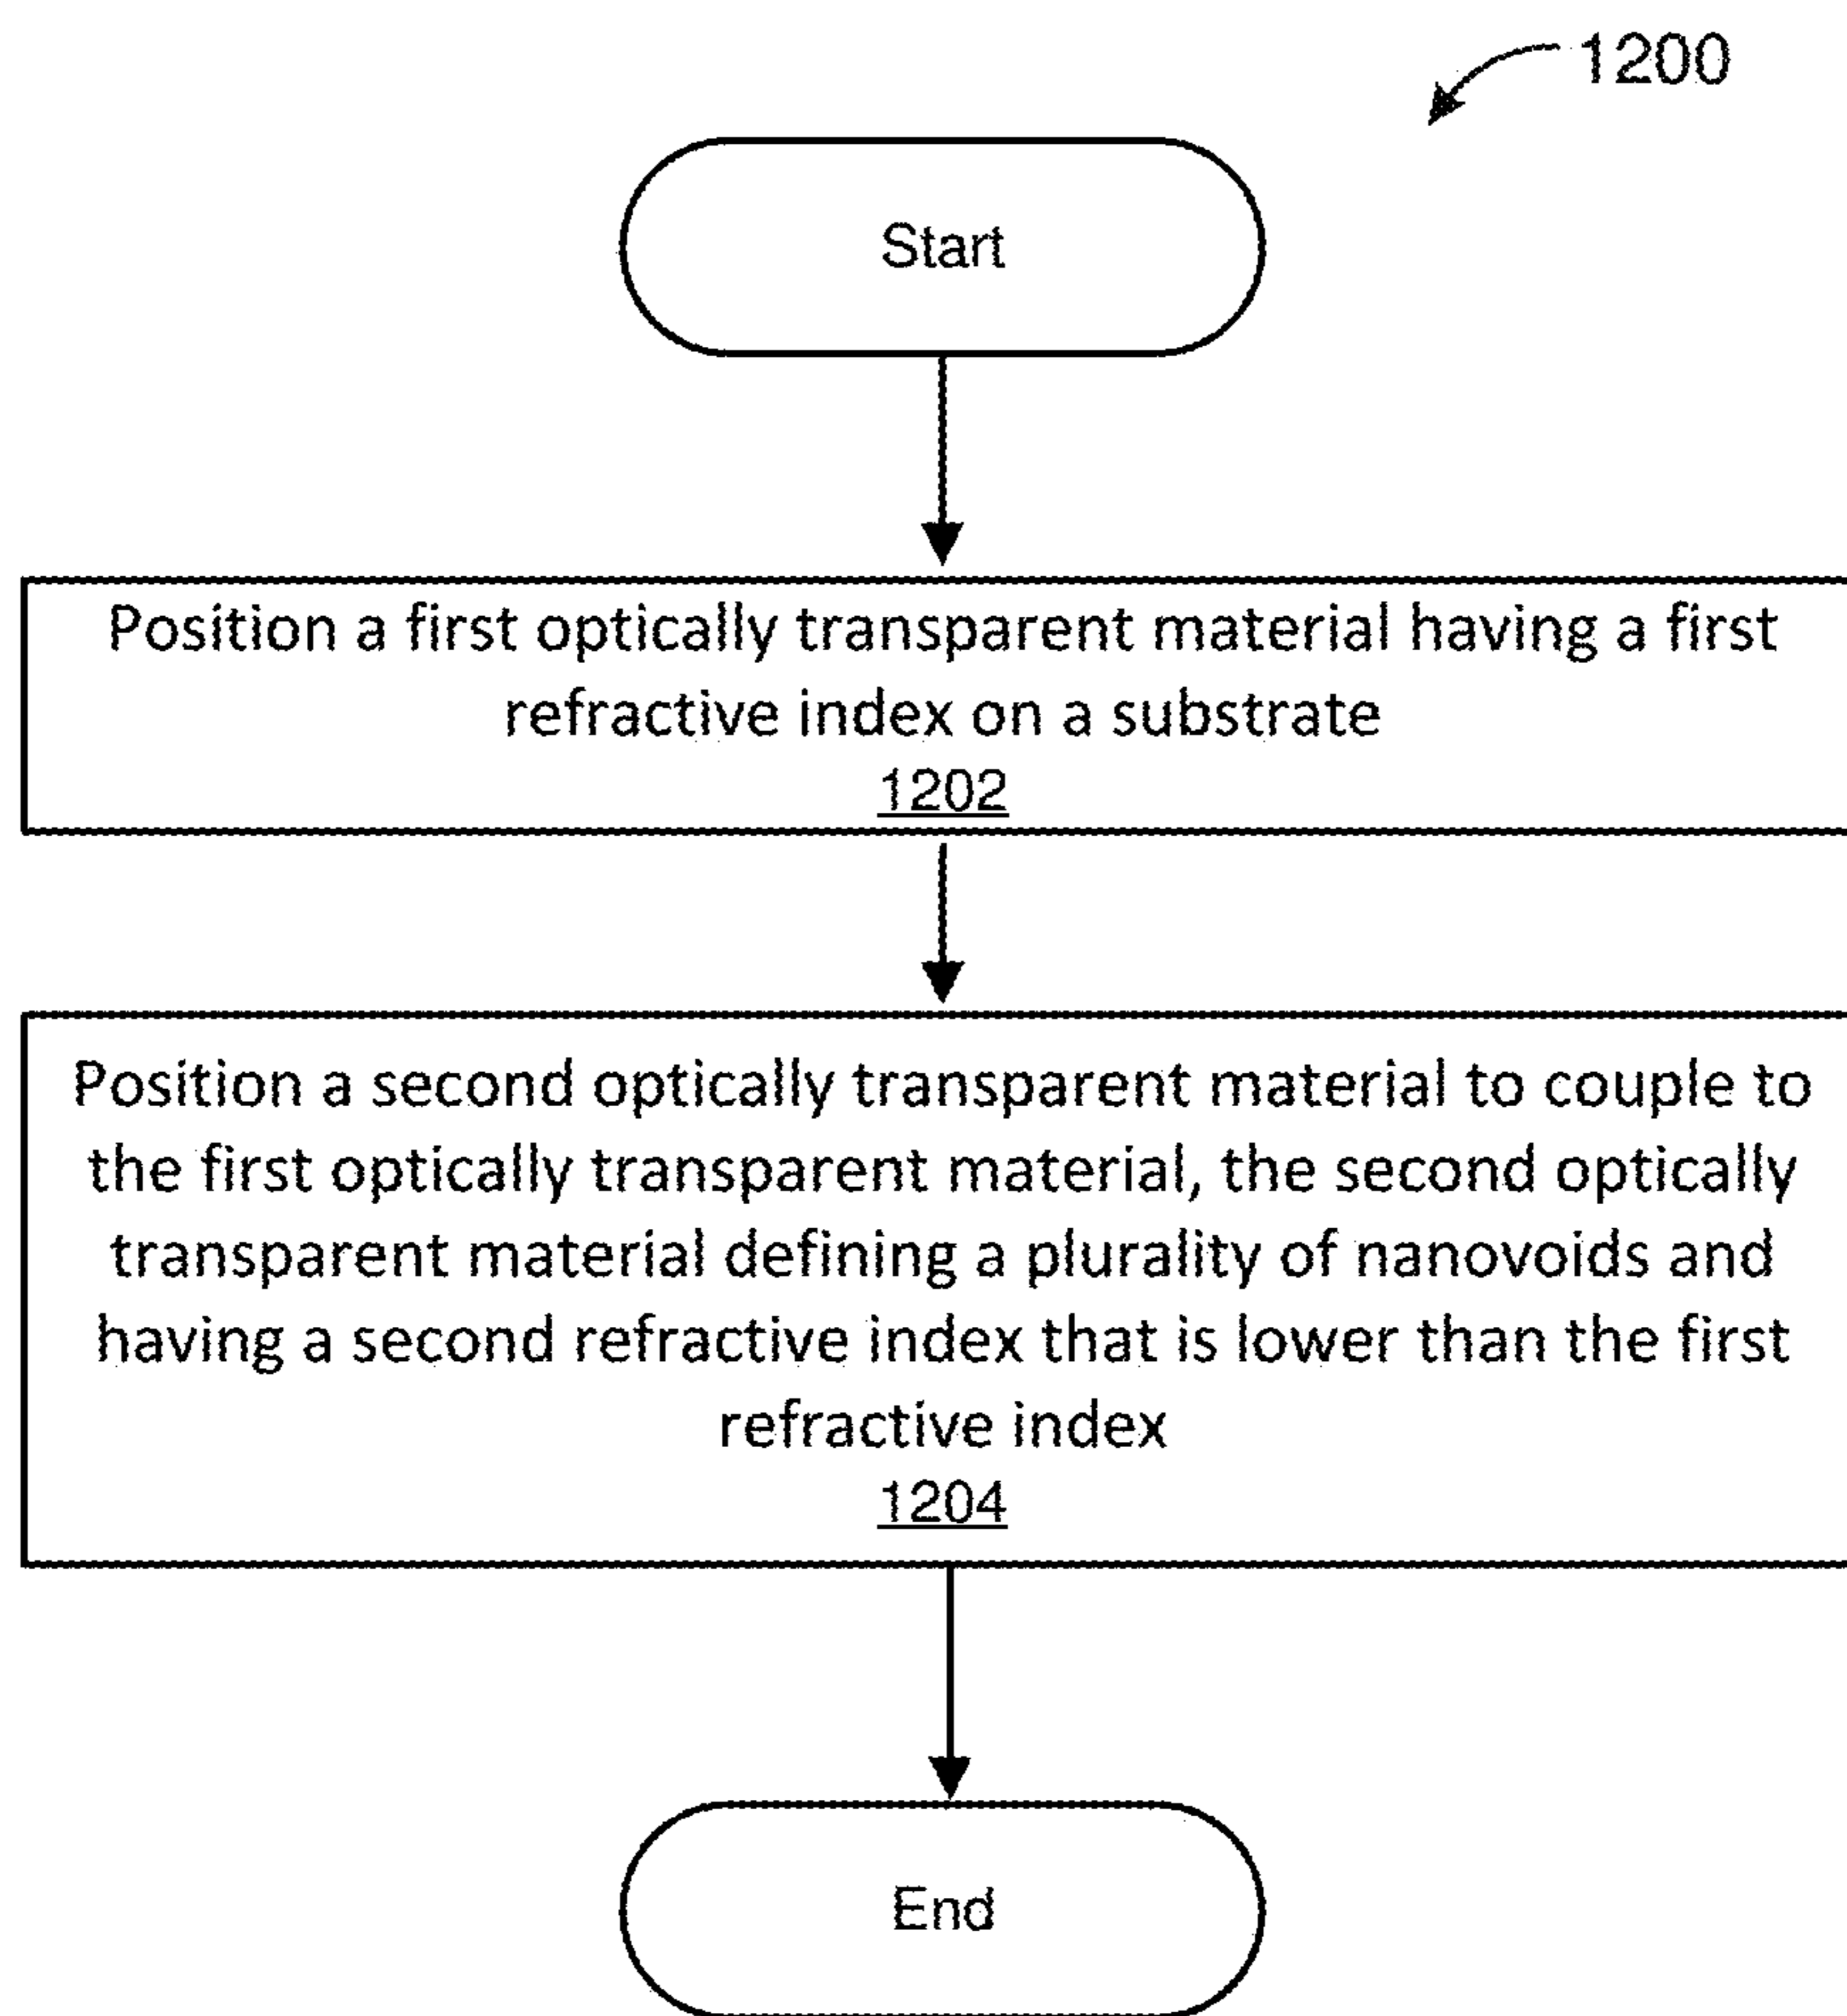 1200
Start
Position a first optically transparent material having a first
refractive index on a substrate
1202
Position a second optically transparent material to couple to
the first optically transparent material, the second optically
transparent material defining a plurality of nanovoids and
having a second refractive index that is lower than the first
refractive index
1204
End